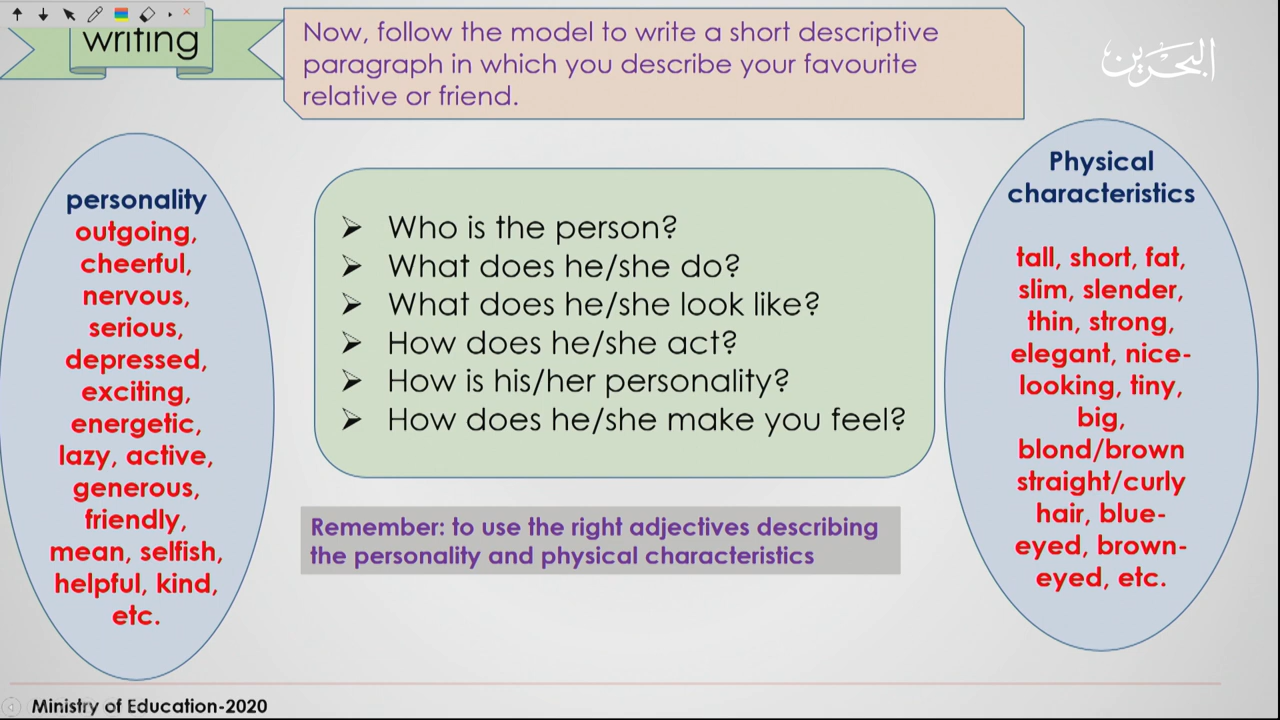 writing
Now, follow the model to write a short descriptive
paragraph in which you describe your favourite
relative or friend.
البحرين
personality
outgoing,
cheerful,
nervous,
serious,
depressed,
exciting,
energetic,
lazy, active,
generous,
friendly,
mean, selfish,
helpful, kind,
etc.
Who is the person?
What does he/she do?
What does he/she look like?
How does he/she act?
How is his/her personality?
How does he/she make you feel?
Remember: to use the right adjectives describing
the personality and physical characteristics
Physical
characteristics
tall, short, fat,
slim, slender,
thin, strong,
elegant, nice-
looking, tiny,
big,
blond/brown
straight/curly
hair, blue-
eyed, brown-
eyed, etc.
Ministry of Education-2020